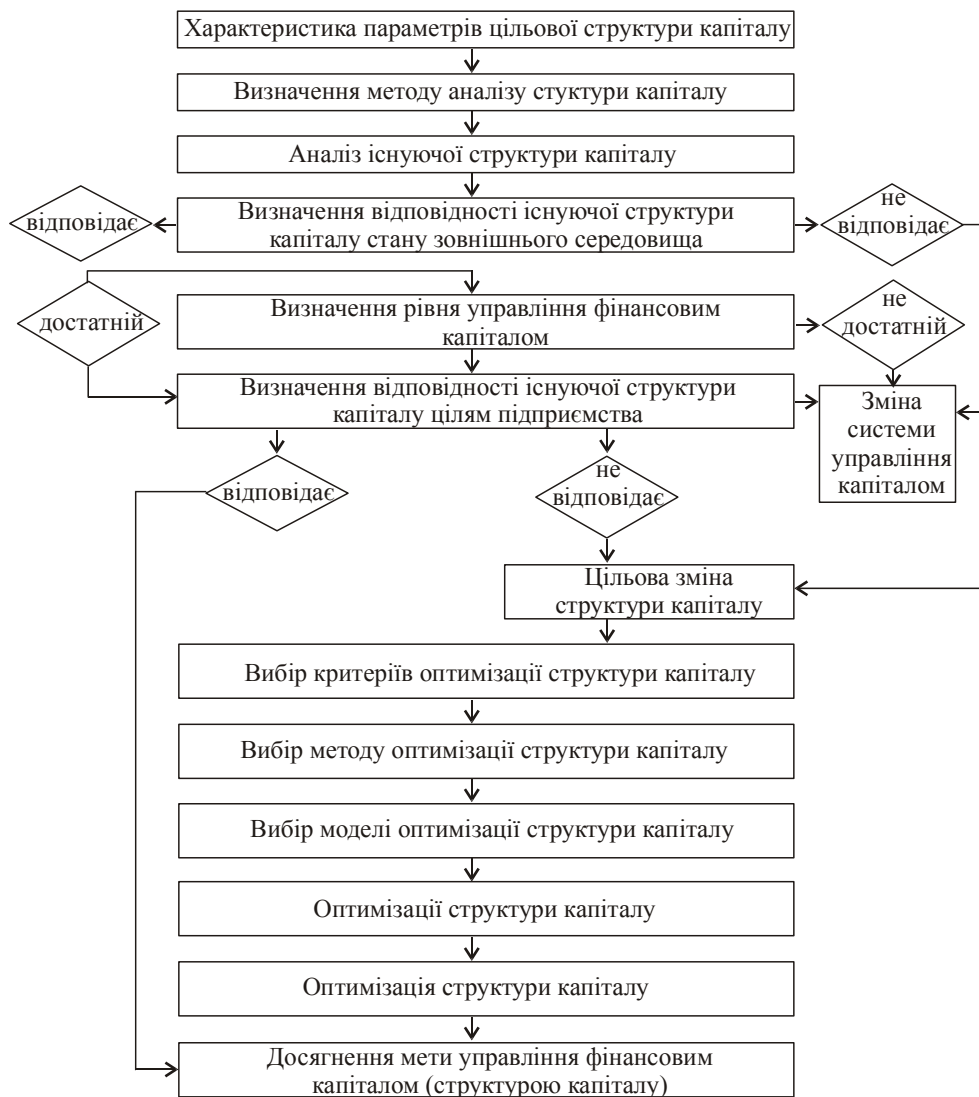 Характеристика параметрів цільової структури капіталу
Визначення методу аналізу стуктури капіталу
Аналіз існуючої структури капіталу
відповідає
Визначення відповідності існуючої структури
капіталу стану зовнішнього середовища
не
відповідає
достатній
Визначення рівня управління фінансовим
капіталом
не
достатній
Визначення відповідності існуючої структури
капіталу цілям підприємства
Зміна
системи
управління
капіталом
відповідає
не
відповідає
Цільова зміна
структури капіталу
Вибір критеріїв оптимізації структури капіталу
Вибір методу оптимізації структури капіталу
Вибір моделі оптимізації структури капіталу
Оптимізації структури капіталу
Оптимізація структури капіталу
Досягнення мети управління фінансовим
капіталом (структурою капіталу)